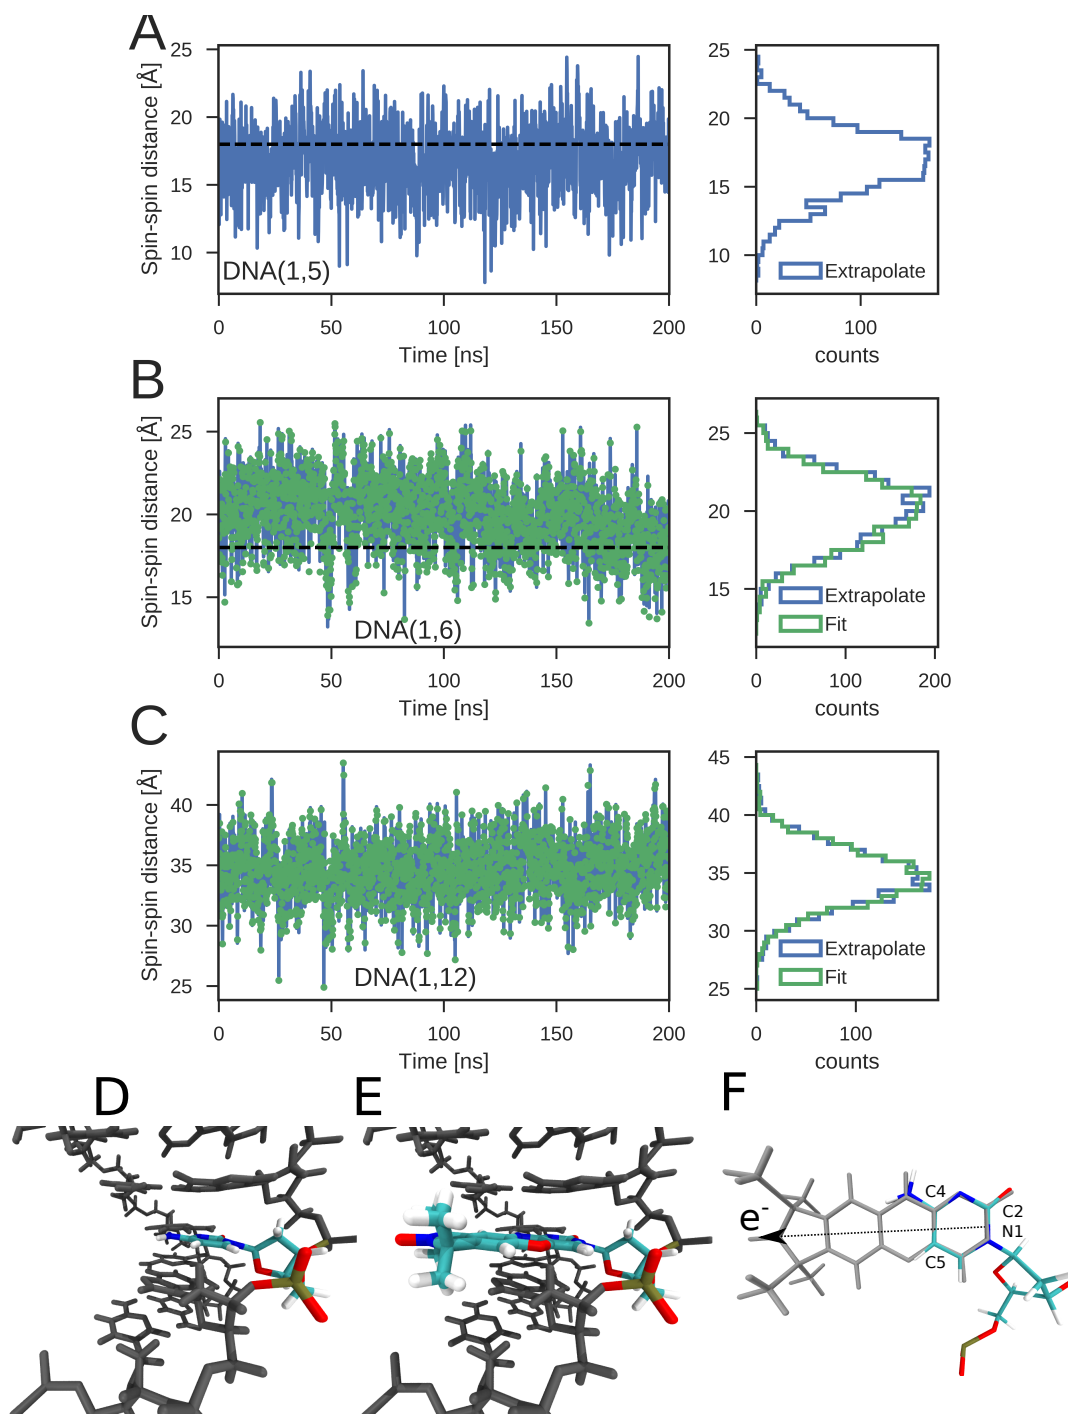 A
Spin-spin distance [Å]
25
20
15
10
DNA(1,5)
0 50 100 150 200
Time [ns]
25
20
15
10
Extrapolate
0 100
counts
B
Spin-spin distance [Å]
25
20
15
DNA(1,6)
0 50 100 150 200
Time [ns]
25
20
15
Extrapolate
Fit
0 100 200
counts
C
Spin-spin distance [Å]
40
35
30
25
DNA(1,12)
0 50 100 150 200
Time [ns]
45
40
35
30
25
Extrapolate
Fit
0 100
counts
D
E
F
e-
C4
C2
N1
C5